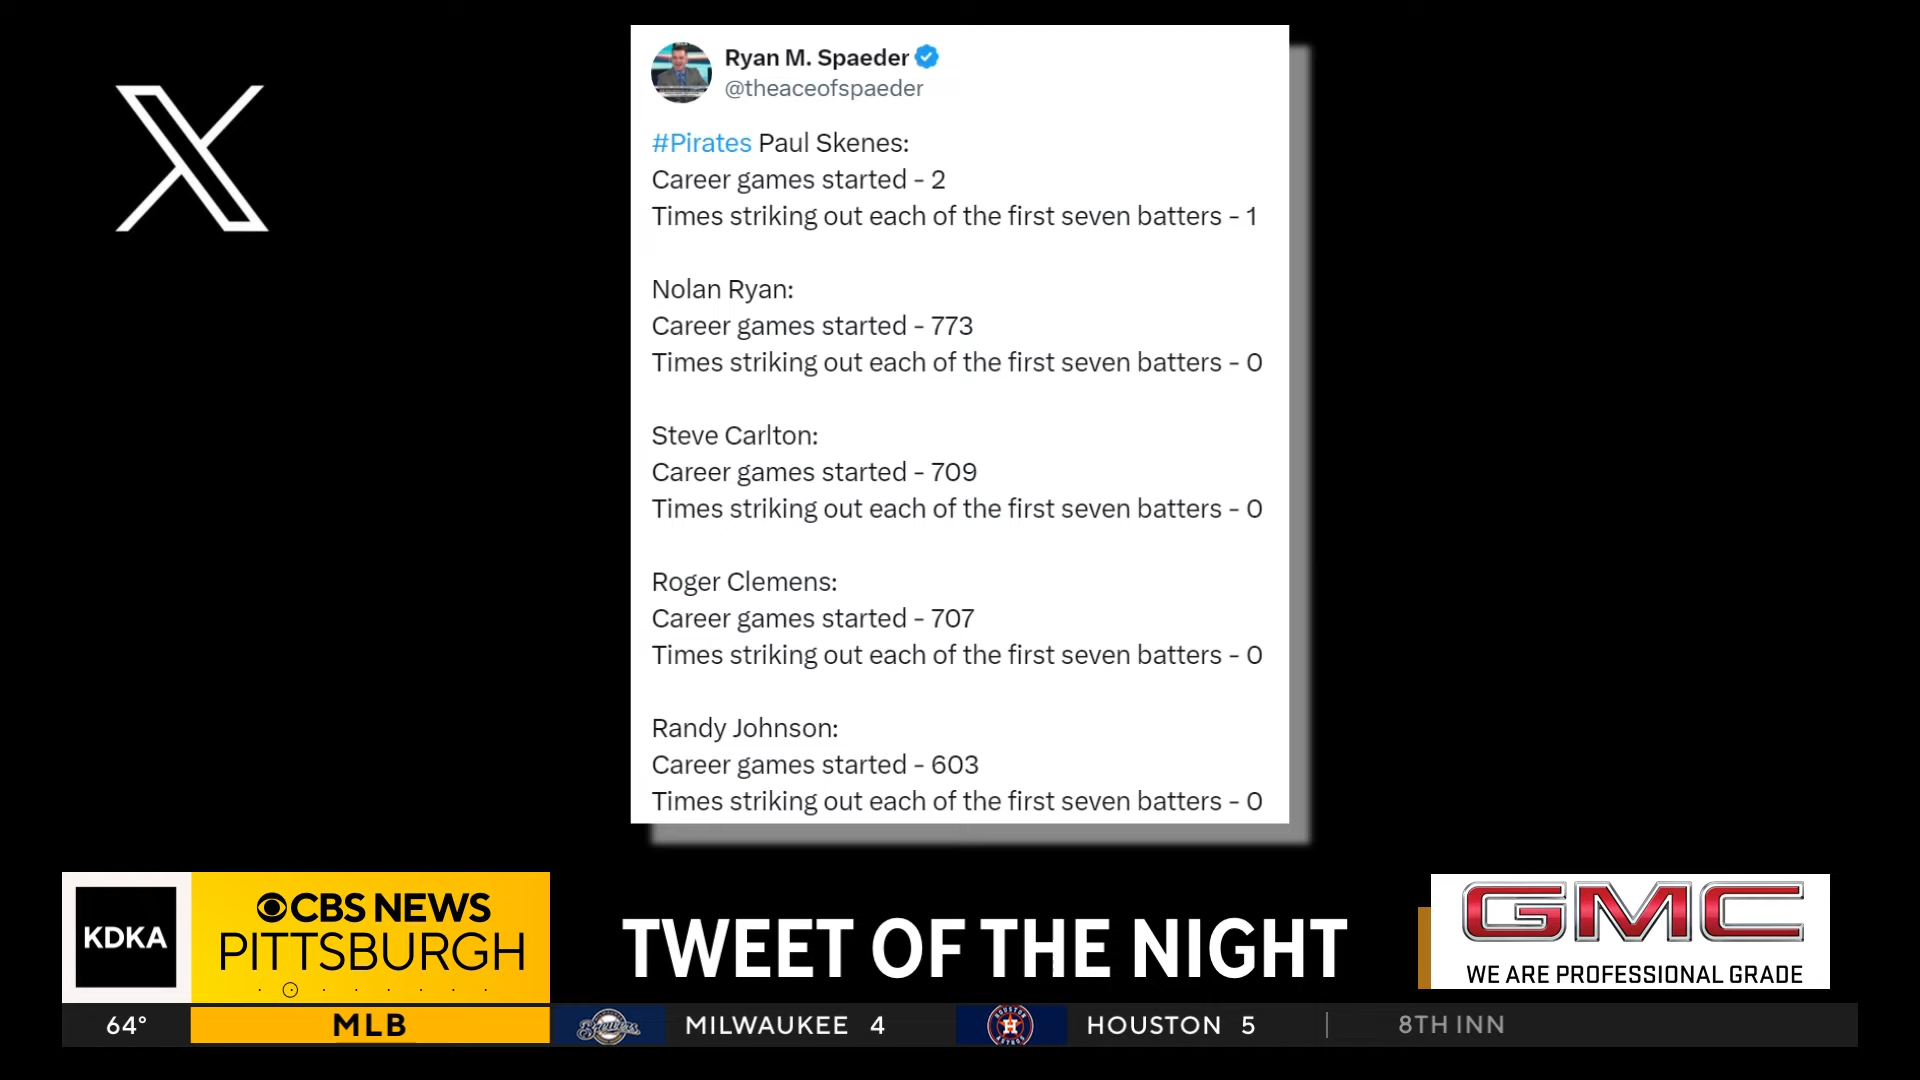 Ryan M. Spaeder
@theaceofspaeder
#Pirates Paul Skenes:
Career games started - 2
Times striking out each of the first seven batters - 1
Nolan Ryan:
Career games started - 773
Times striking out each of the first seven batters - 0
Steve Carlton:
Career games started - 709
Times striking out each of the first seven batters - 0
Roger Clemens:
Career games started - 707
Times striking out each of the first seven batters - 0
Randy Johnson:
Career games started - 603
Times striking out each of the first seven batters - 0
KDKA
CBS NEWS
PITTSBURGH
TWEET OF THE NIGHT
GMC
WE ARE PROFESSIONAL GRADE
64°
MLB
Brewers
MILWAUKEE 4
HOUSTON
H
ASTROS
HOUSTON 5
8TH INN